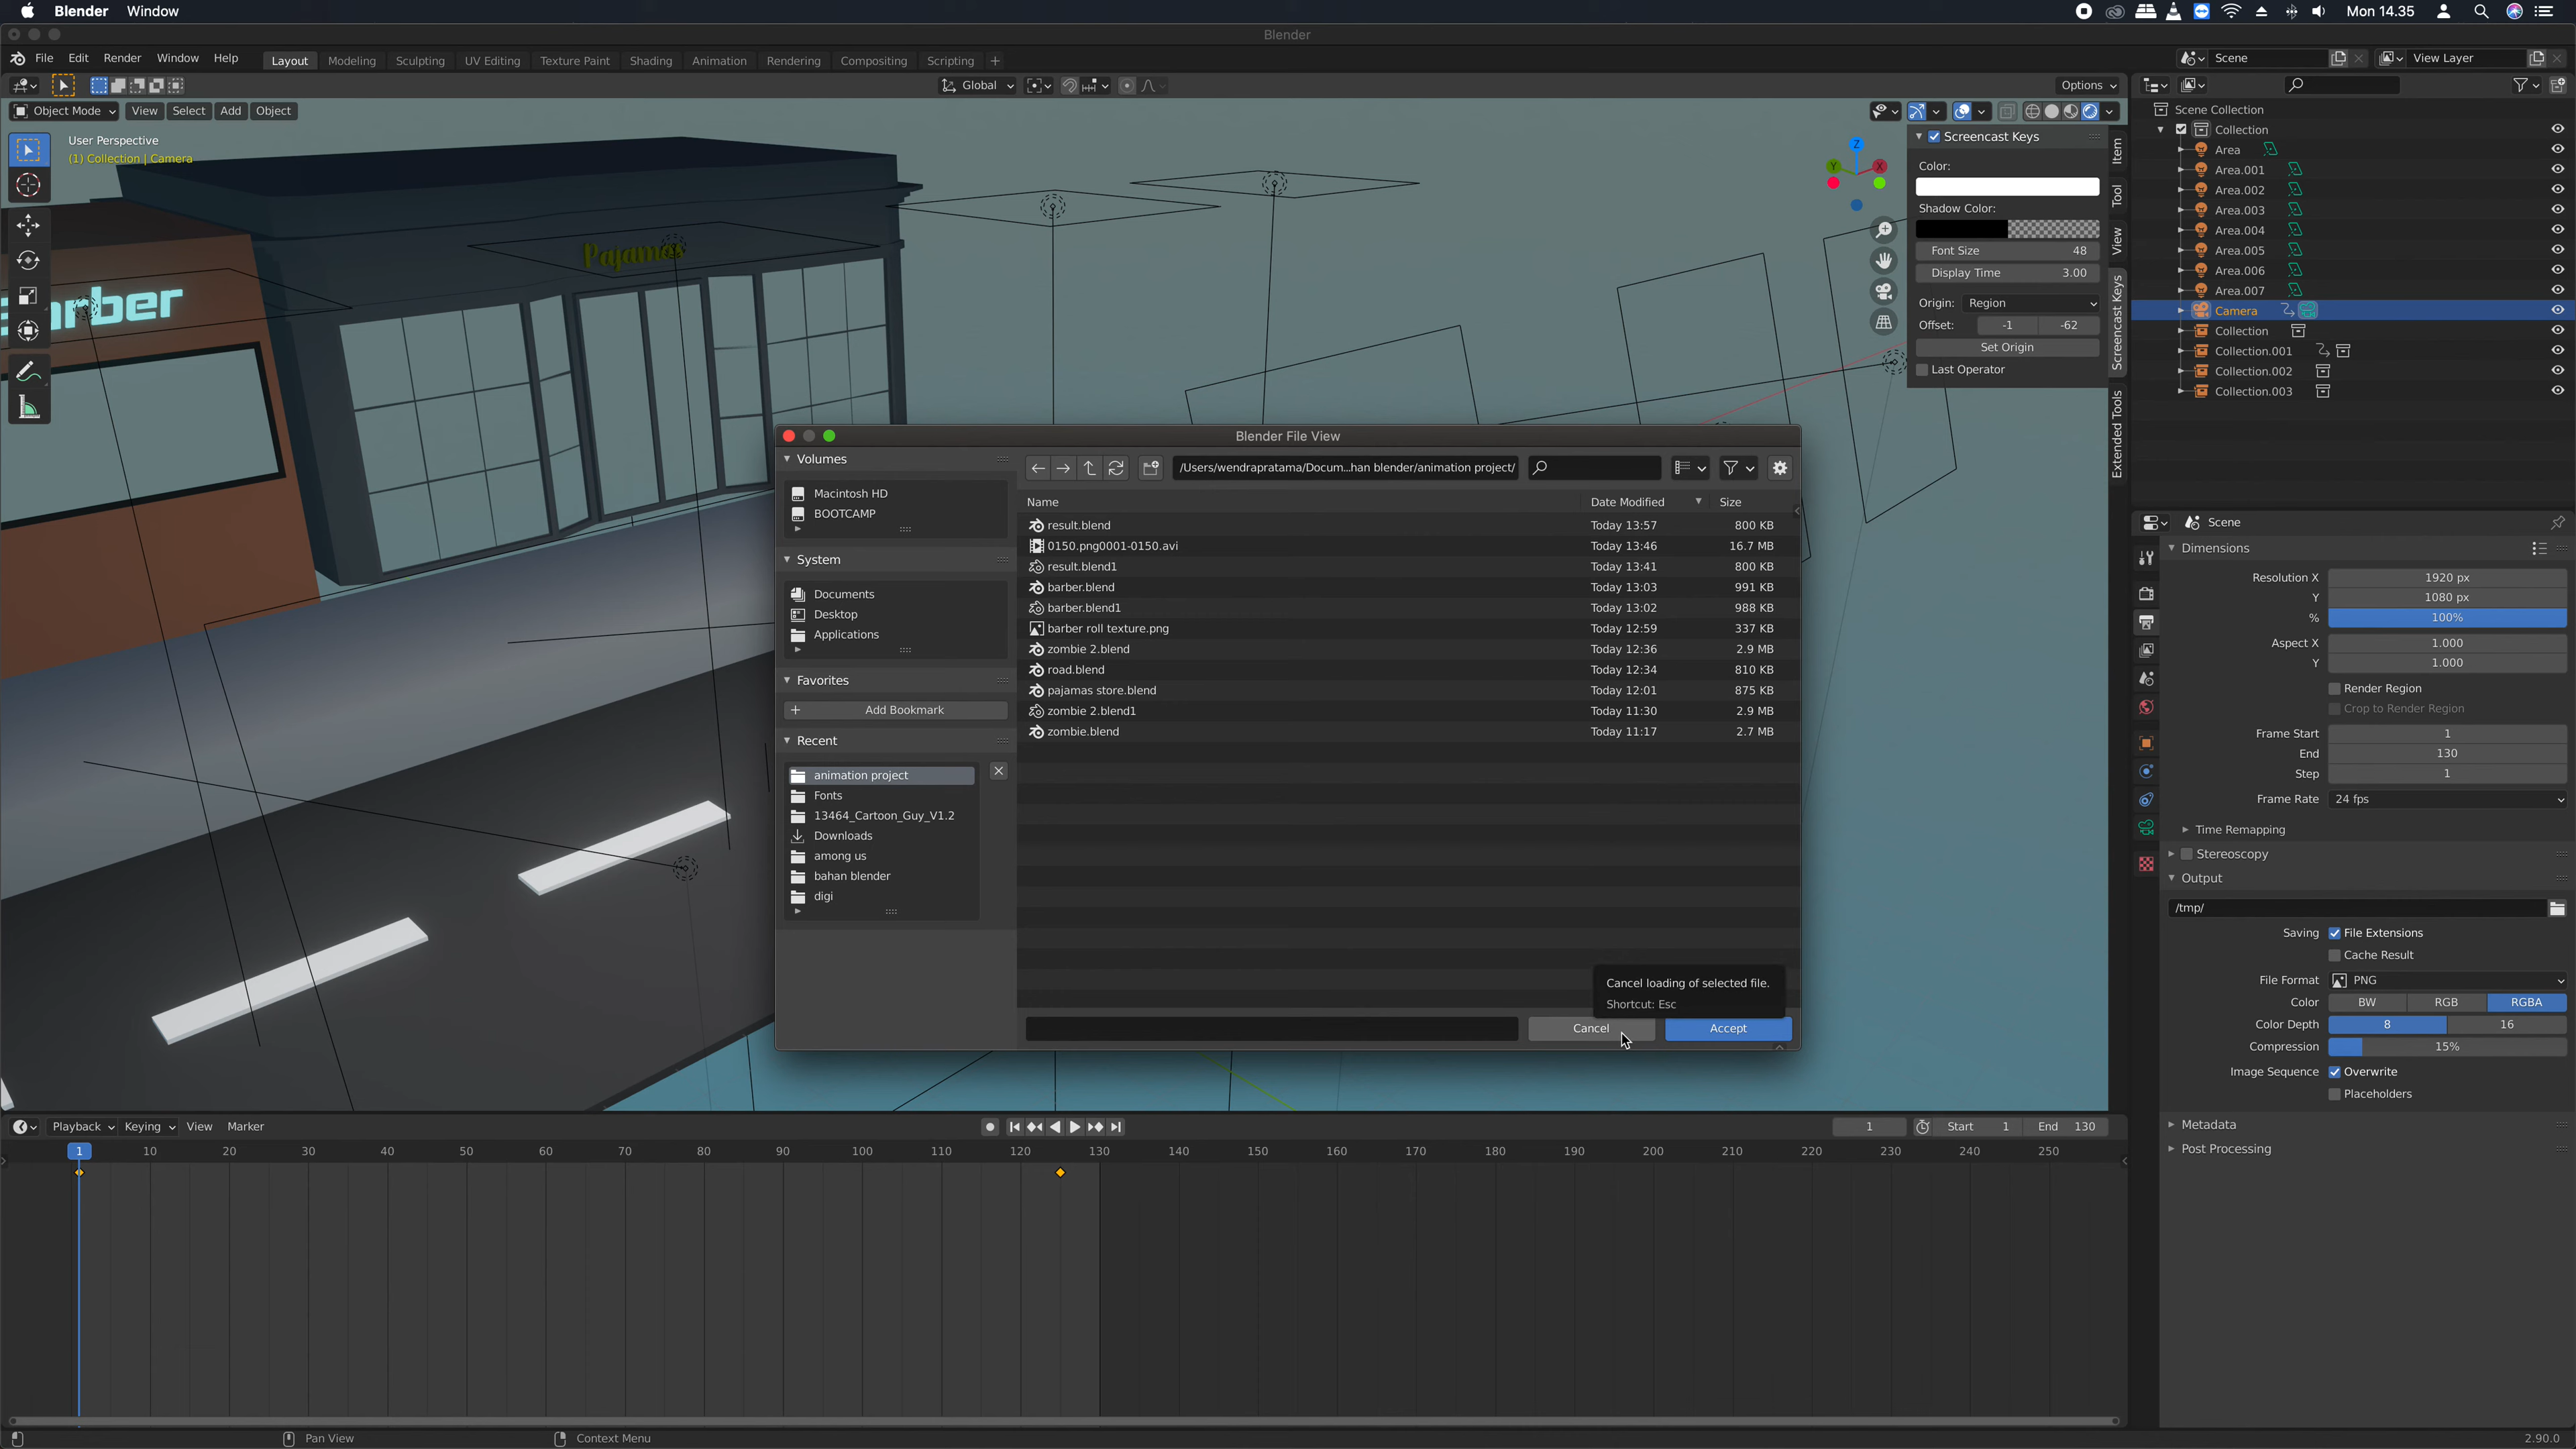 Blender Window
Mon 14.35
Blender
File Edit Render Window Help
Layout Modeling Sculpting UV Editing Texture Paint Shading Animation Rendering Compositing Scripting +
Scene
View Layer
Global
Options
Object Mode View Select Add Object
User Perspective
(1) Collection | Camera
Pajamas
Z
Y
X
Screencast Keys
Color:
Shadow Color:
Font Size 48
Display Time 3.00
Origin: Region
Offset: -1 -62
Set Origin
Last Operator
Item
Tool
View
Screencast Keys
Extended Tools
Scene Collection
Collection
Area
Area.001
Area.002
Area.003
Area.004
Area.005
Area.006
Area.007
Camera
Collection
Collection.001
Collection.002
Collection.003
Blender File View
Volumes
Macintosh HD
BOOTCAMP
System
Documents
Desktop
Applications
Favorites
Add Bookmark
Recent
animation project
Fonts
13464_Cartoon_Guy_V1.2
Downloads
among us
bahan blender
digi
/Users/wendrapratama/Docum...han blender/animation project/
Name Date Modified Size
result.blend Today 13:57 800 KB
0150.png0001-0150.avi Today 13:46 16.7 MB
result.blend1 Today 13:41 800 KB
barber.blend Today 13:03 991 KB
barber.blend1 Today 13:02 988 KB
barber roll texture.png Today 12:59 337 KB
zombie 2.blend Today 12:36 2.9 MB
road.blend Today 12:34 810 KB
pajamas store.blend Today 12:01 875 KB
zombie 2.blend1 Today 11:30 2.9 MB
zombie.blend Today 11:17 2.7 MB
Cancel loading of selected file.
Shortcut: Esc
Cancel
Accept
Scene
Dimensions
Resolution X 1920 px
Y 1080 px
% 100%
Aspect X 1.000
Y 1.000
Render Region
Crop to Render Region
Frame Start 1
End 130
Step 1
Frame Rate 24 fps
Time Remapping
Stereoscopy
Output
/tmp/
Saving File Extensions
Cache Result
File Format PNG
Color BW RGB RGBA
Color Depth 8 16
Compression 15%
Image Sequence Overwrite
Placeholders
Metadata
Post Processing
Playback Keying View Marker
1 Start 1 End 130
1 10 20 30 40 50 60 70 80 90 100 110 120 130 140 150 160 170 180 190 200 210 220 230 240 250
Pan View
Context Menu
2.90.0